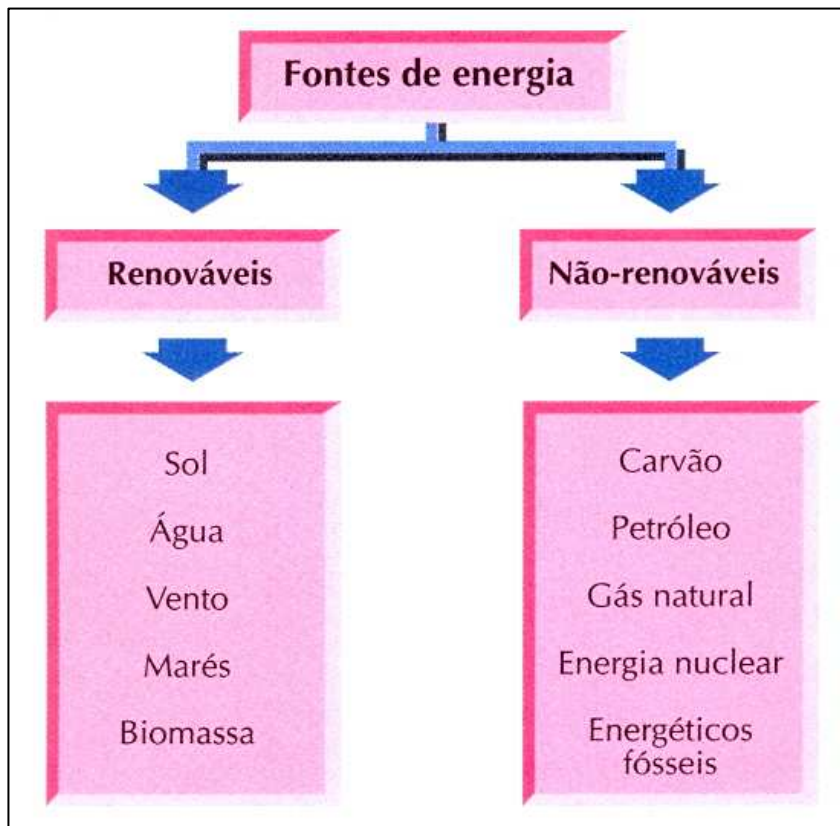 Fontes de energia
Renováveis
Não-renováveis
Sol
Água
Vento
Marés
Biomassa
Carvão
Petróleo
Gás natural
Energia nuclear
Energéticos
fósseis